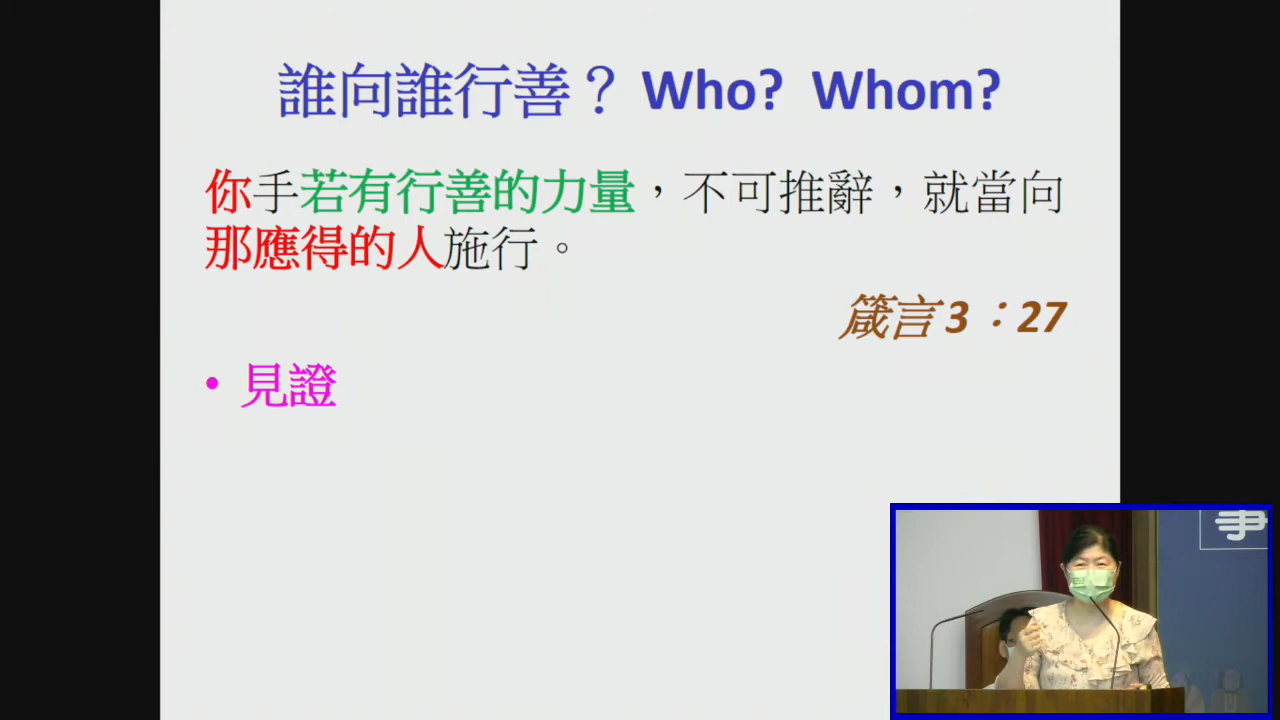 誰向誰行善？ Who? Whom?
你手若有行善的力量，不可推辭，就當向
那應得的人施行。
箴言3：27
• 見證